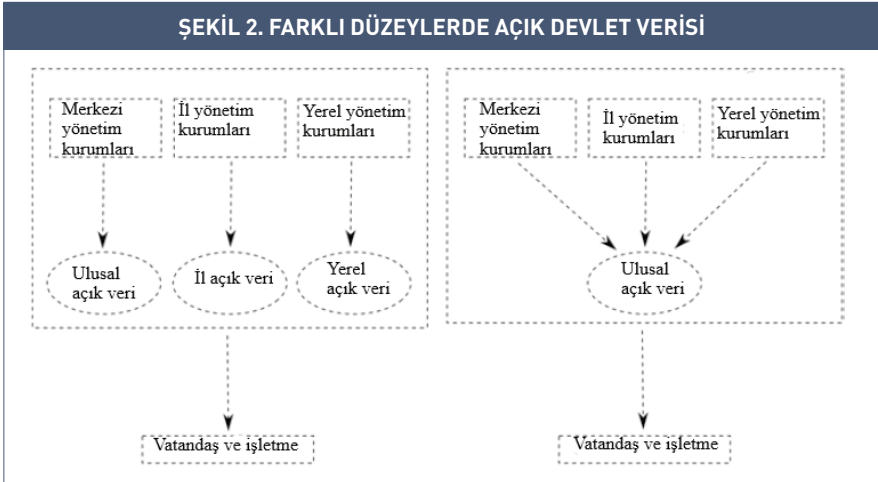 ŞEKİL 2. FARKLI DÜZEYLERDE AÇIK DEVLET VERİSİ
Merkezi
yönetim
kurumları
İl yönetim
kurumları
Yerel yönetim
kurumları
Ulusal
açık veri
İl açık veri
Yerel
açık veri
Vatandaş ve işletme
Merkezi
yönetim
kurumları
İl yönetim
kurumları
Yerel yönetim
kurumları
Ulusal
açık veri
Vatandaş ve işletme